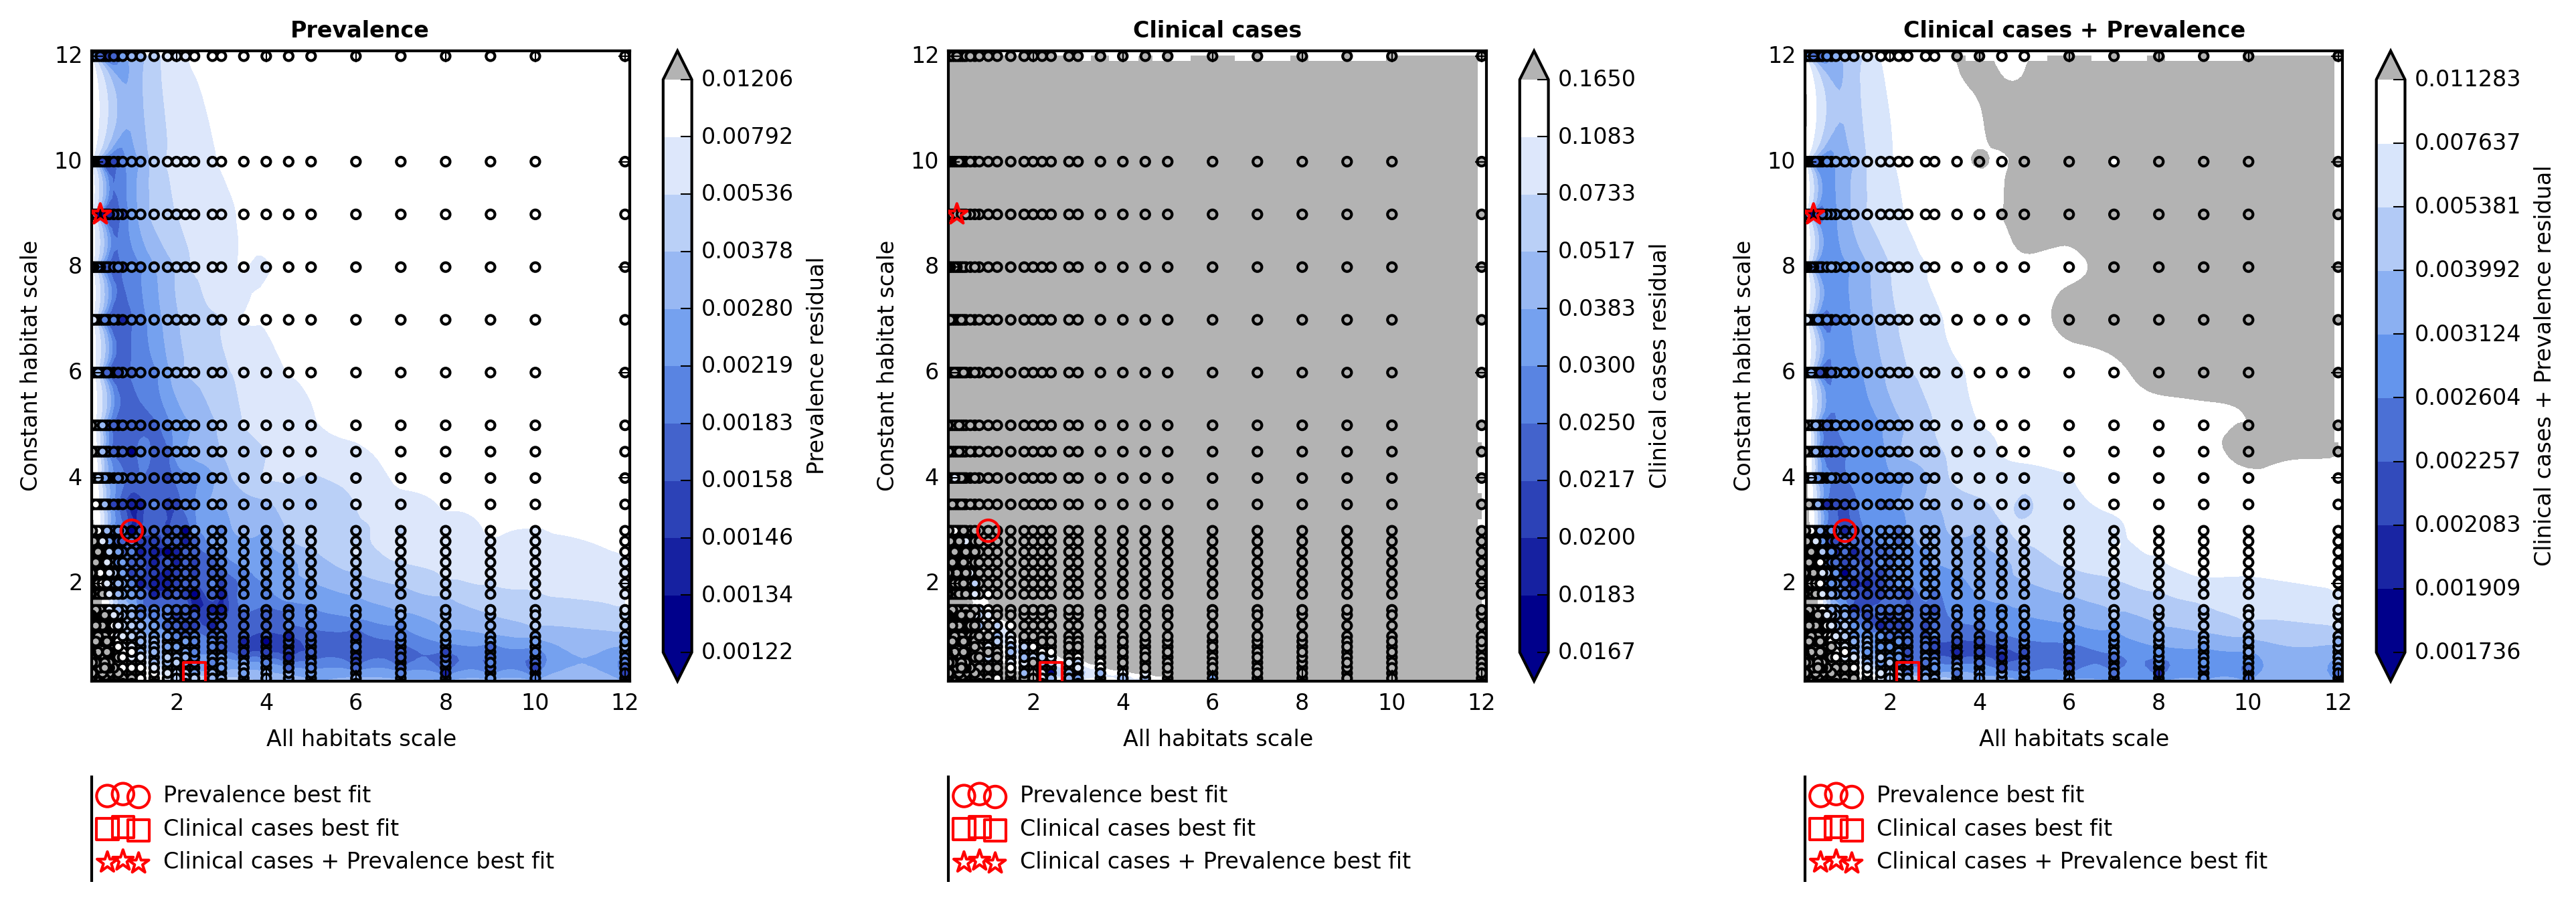 Prevalence
12
10
8
6
4
2
Constant habitat scale
2 4 6 8 10 12
All habitats scale
0.01206
0.00792
0.00536
0.00378
0.00280
0.00219
0.00183
0.00158
0.00146
0.00134
0.00122
Prevalence residual
Prevalence best fit
Clinical cases best fit
Clinical cases + Prevalence best fit
Clinical cases
12
10
8
6
4
2
Constant habitat scale
2 4 6 8 10 12
All habitats scale
0.1650
0.1083
0.0733
0.0517
0.0383
0.0300
0.0250
0.0217
0.0200
0.0183
0.0167
Clinical cases residual
Prevalence best fit
Clinical cases best fit
Clinical cases + Prevalence best fit
Clinical cases + Prevalence
12
10
8
6
4
2
Constant habitat scale
2 4 6 8 10 12
All habitats scale
0.011283
0.007637
0.005381
0.003992
0.003124
0.002604
0.002257
0.002083
0.001909
0.001736
Clinical cases + Prevalence residual
Prevalence best fit
Clinical cases best fit
Clinical cases + Prevalence best fit